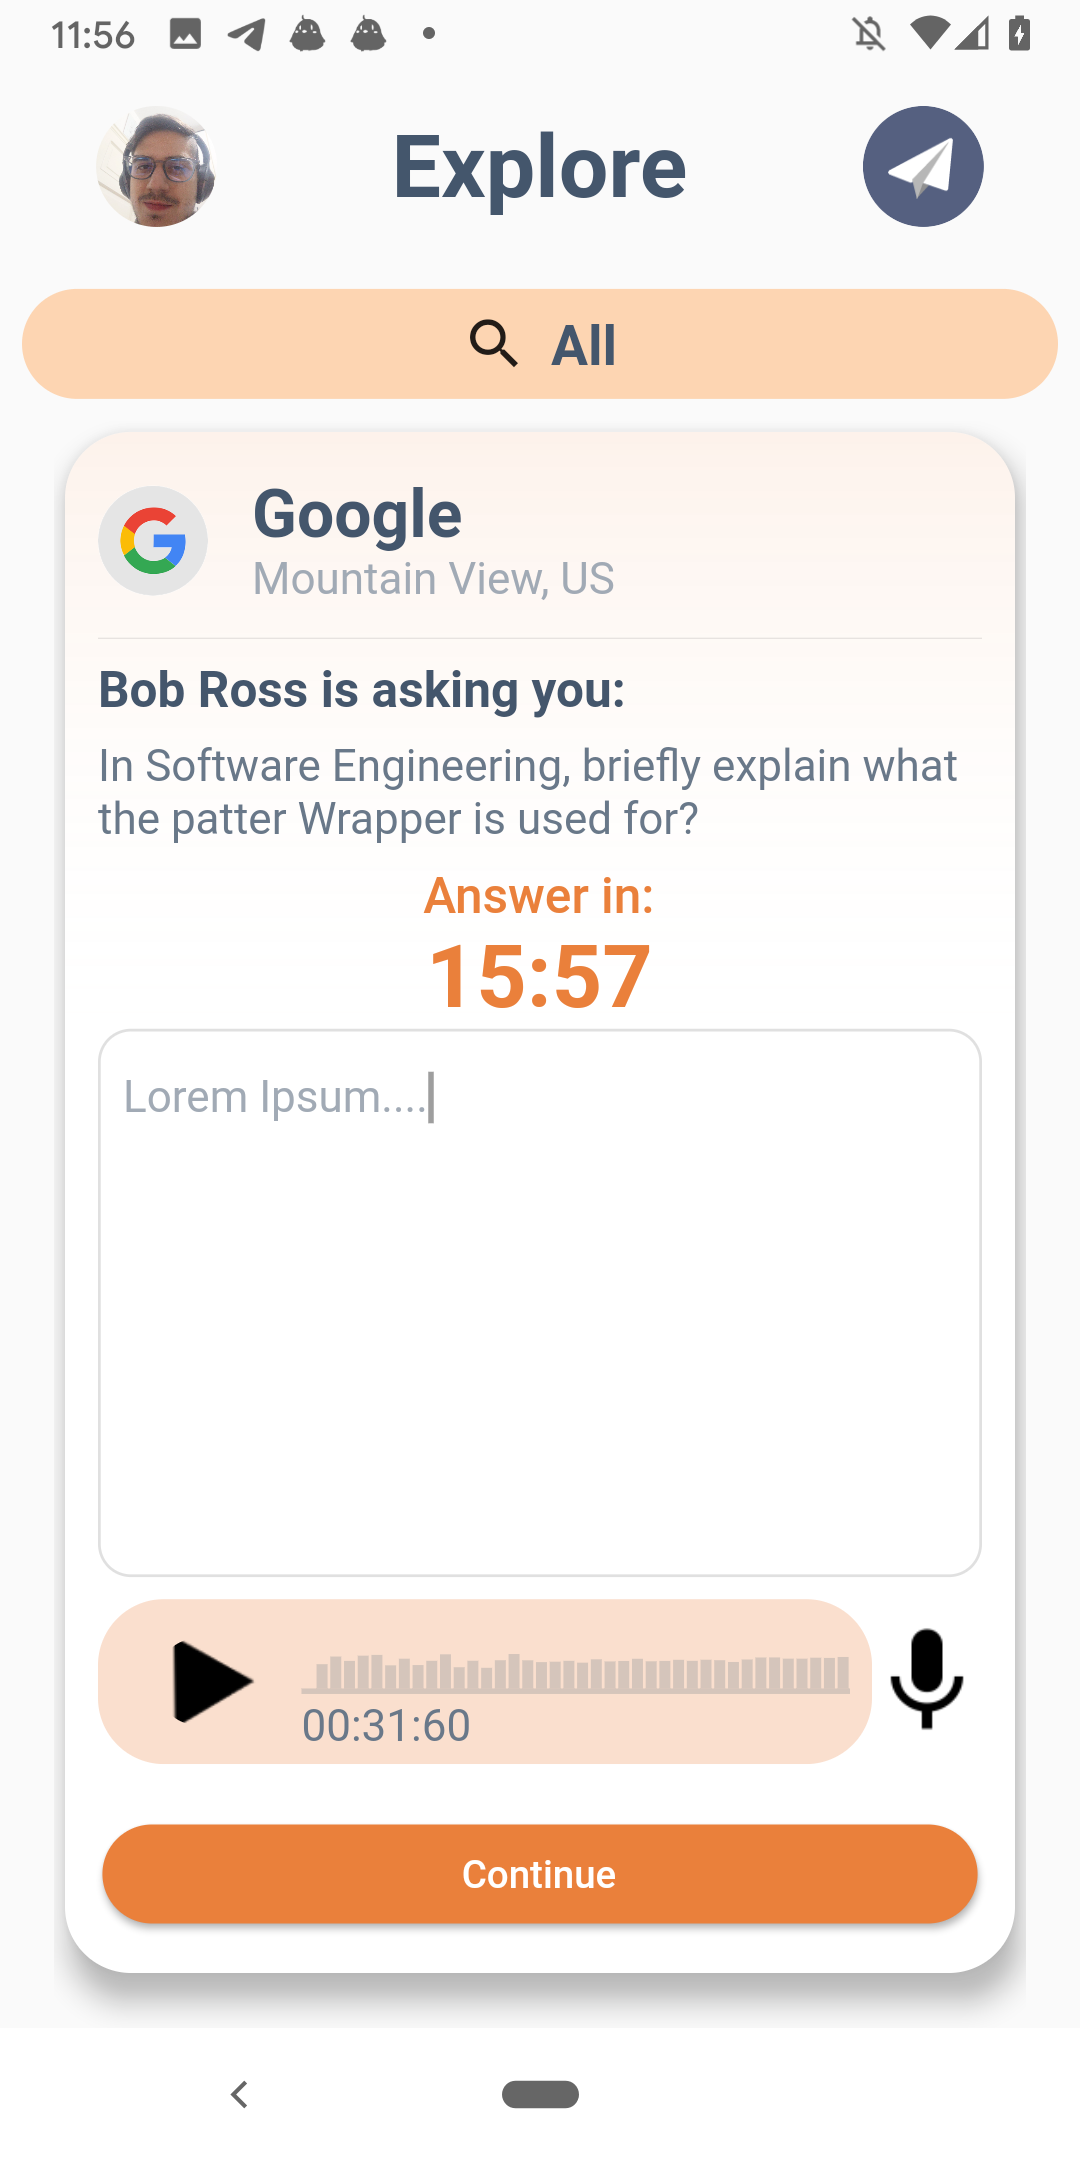 11:56
Explore
All
Google
Mountain View, US
Bob Ross is asking you:
In Software Engineering, briefly explain what
the patter Wrapper is used for?
Answer in:
15:57
Lorem Ipsum....
00:31:60
Continue